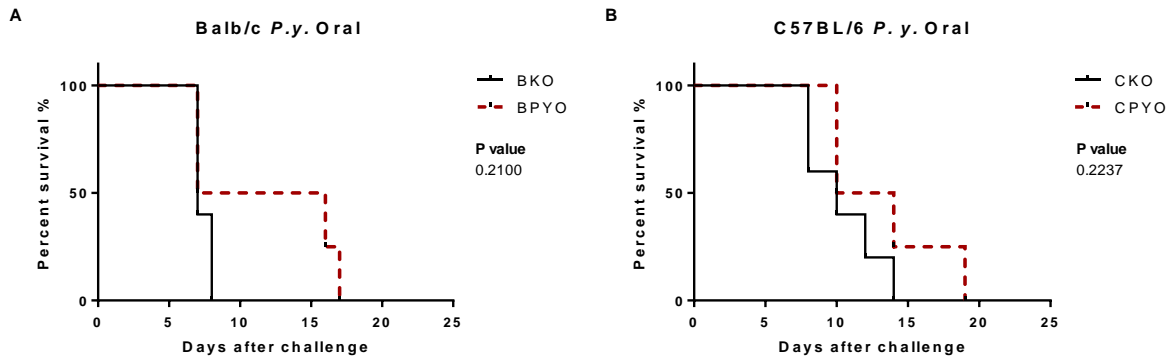 A
Balb/c P.y. Oral
Percent survival %
100
50
0
0 5 10 15 20 25
Days after challenge
BKO
BPYO
P value
0.2100
B
C57BL/6 P. y. Oral
Percent survival %
100
50
0
0 5 10 15 20 25
Days after challenge
CKO
CPYO
P value
0.2237